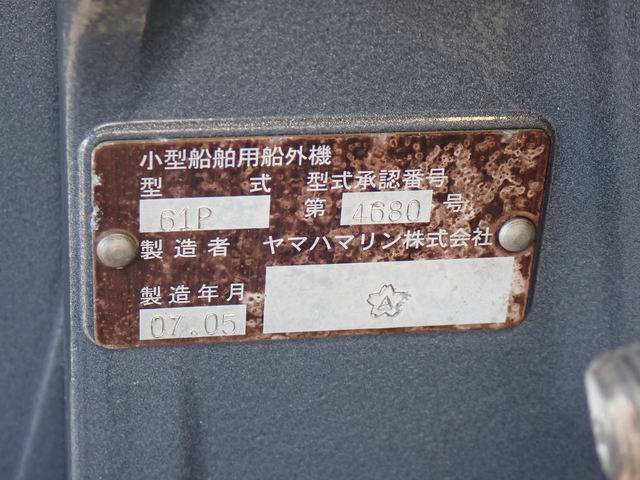 小型船舶用船外機
型 式 型式承認番号
61P 第 4680 号
製造者 ヤマハマリン株式会社
製造年月
07.05 A